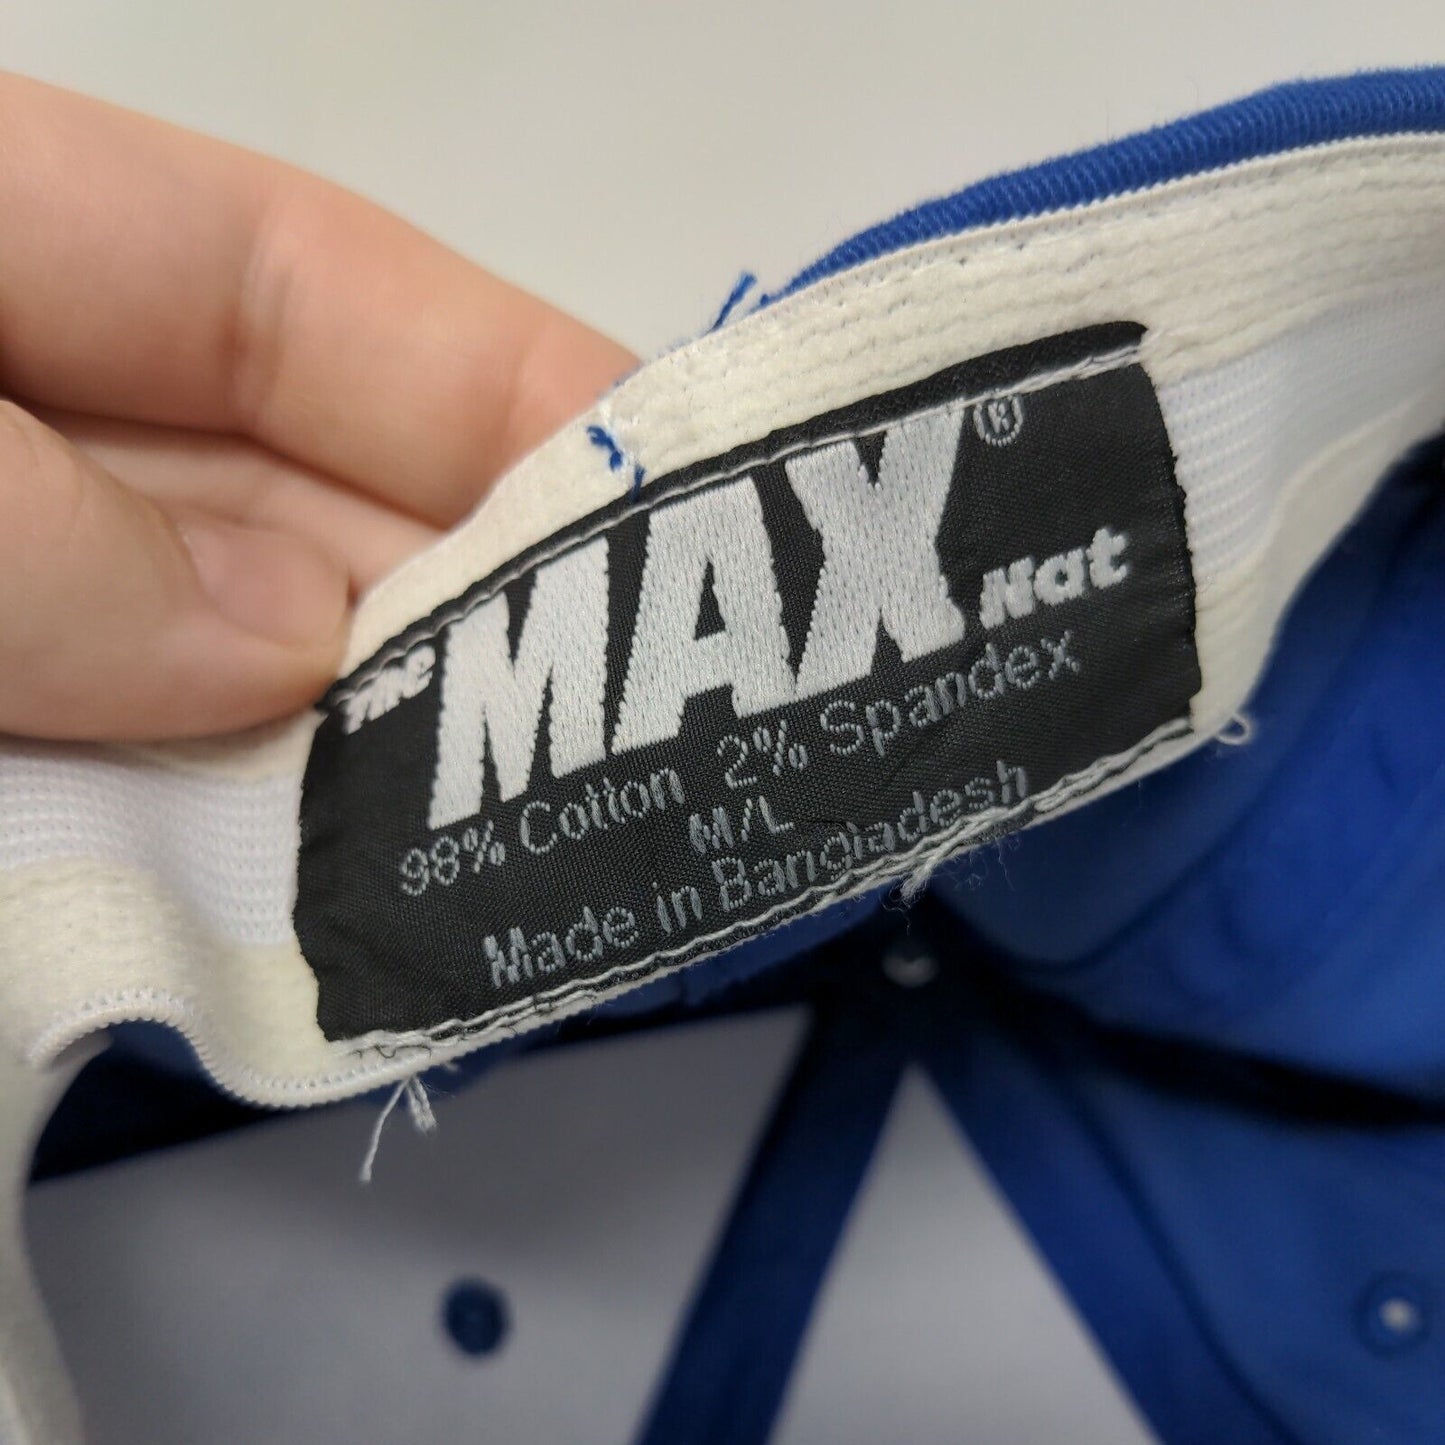 The MAX® Hat
98% Cotton 2% Spandex
M/L
Made in Bangladesh